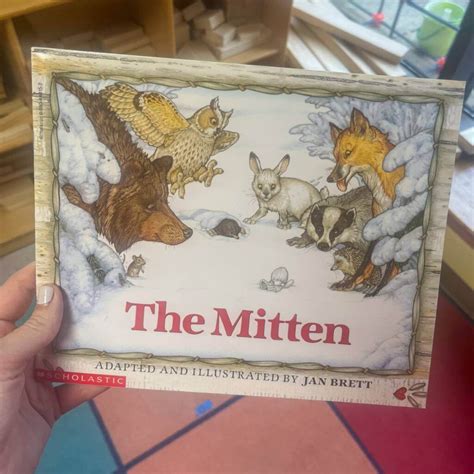 The Mitten
ADAPTED AND ILLUSTRATED BY JAN BRETT
SCHOLASTIC